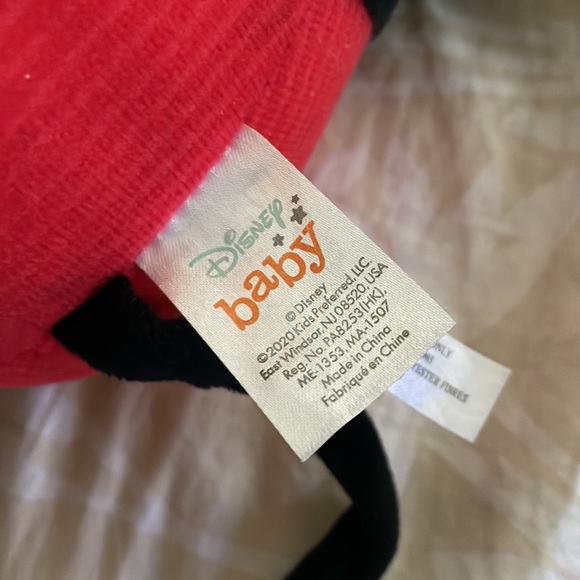 Disney
baby
© Disney
©2020 Kids Preferred, LLC.
East Windsor, NJ 08520, USA
Reg. No. PA8253(HK),
ME-1353, MA-1507
Made in China
Fabriqué en Chine